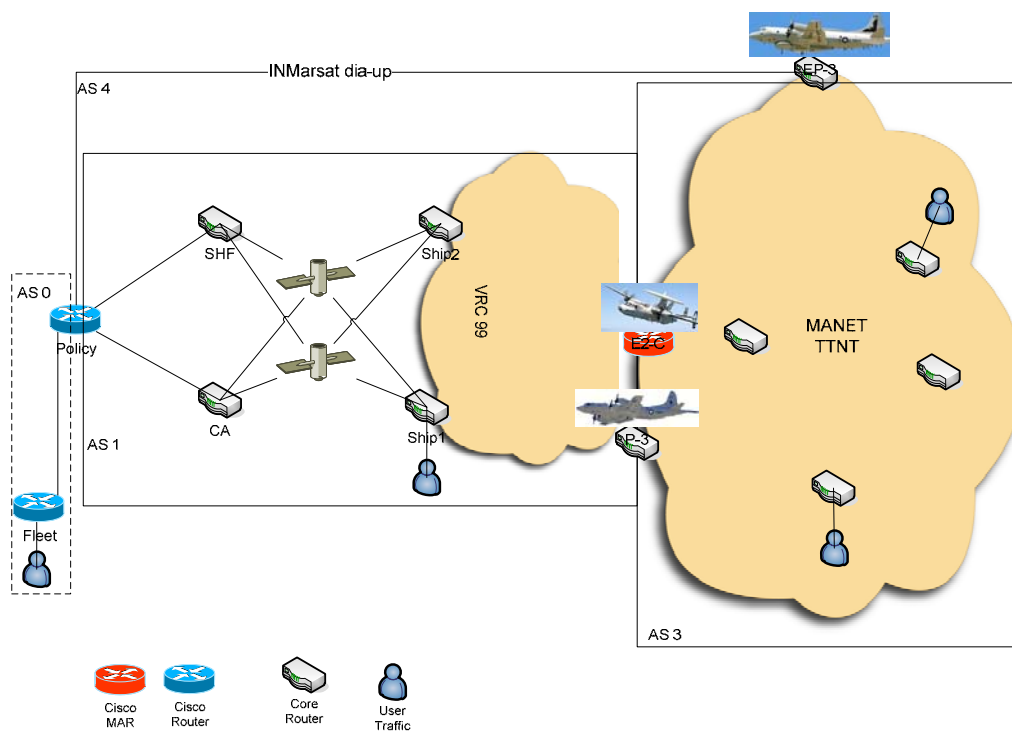 EP-3
INMarsat dia-up
AS 4
SHF
Ship2
AS 0
VRC 99
Policy
E2-C
MANET
TTNT
CA
Ship1
P-3
AS 1
Fleet
AS 3
Cisco
MAR
Cisco
Router
Core
Router
User
Traffic